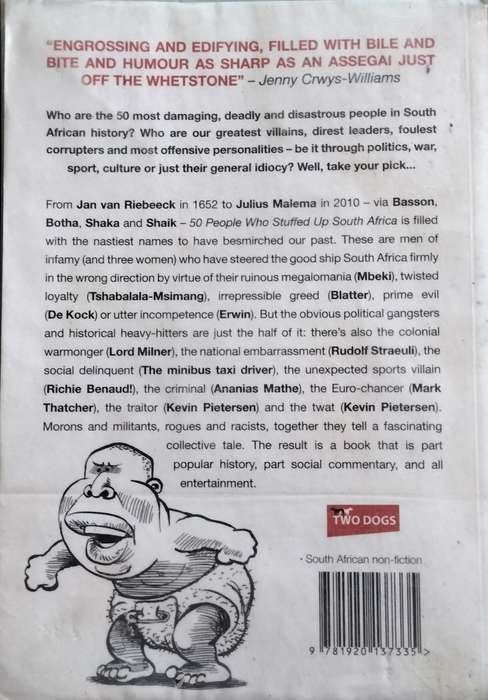 “ENGROSSING AND EDIFYING, FILLED WITH BILE AND
BITE AND HUMOUR AS SHARP AS AN ASSEGAI JUST
OFF THE WHETSTONE” – Jenny Crwys-Williams
Who are the 50 most damaging, deadly and disastrous people in South
African history? Who are our greatest villains, direst leaders, foulest
corrupters and most offensive personalities – be it through politics, war,
sport, culture or just their general idiocy? Well, take your pick...
From Jan van Riebeeck in 1652 to Julius Malema in 2010 – via Basson,
Botha, Shaka and Shaik – 50 People Who Stuffed Up South Africa is filled
with the nastiest names to have besmirched our past. These are men of
infamy (and three women) who have steered the good ship South Africa firmly
in the wrong direction by virtue of their ruinous megalomania (Mbeki), twisted
loyalty (Tshabalala-Msimang), irrepressible greed (Blatter), prime evil
(De Kock) or utter incompetence (Erwin). But the obvious political gangsters
and historical heavy-hitters are just the half of it: there’s also the colonial
warmonger (Lord Milner), the national embarrassment (Rudolf Straeuli), the
social delinquent (The minibus taxi driver), the unexpected sports villain
(Richie Benaud!), the criminal (Ananias Mathe), the Euro-chancer (Mark
Thatcher), the traitor (Kevin Pietersen) and the twat (Kevin Pietersen).
Morons and militants, rogues and racists, together they tell a fascinating
collective tale. The result is a book that is part
popular history, part social commentary, and all
entertainment.
TWO DOGS
· South African non-fiction
9 781920 137335 >